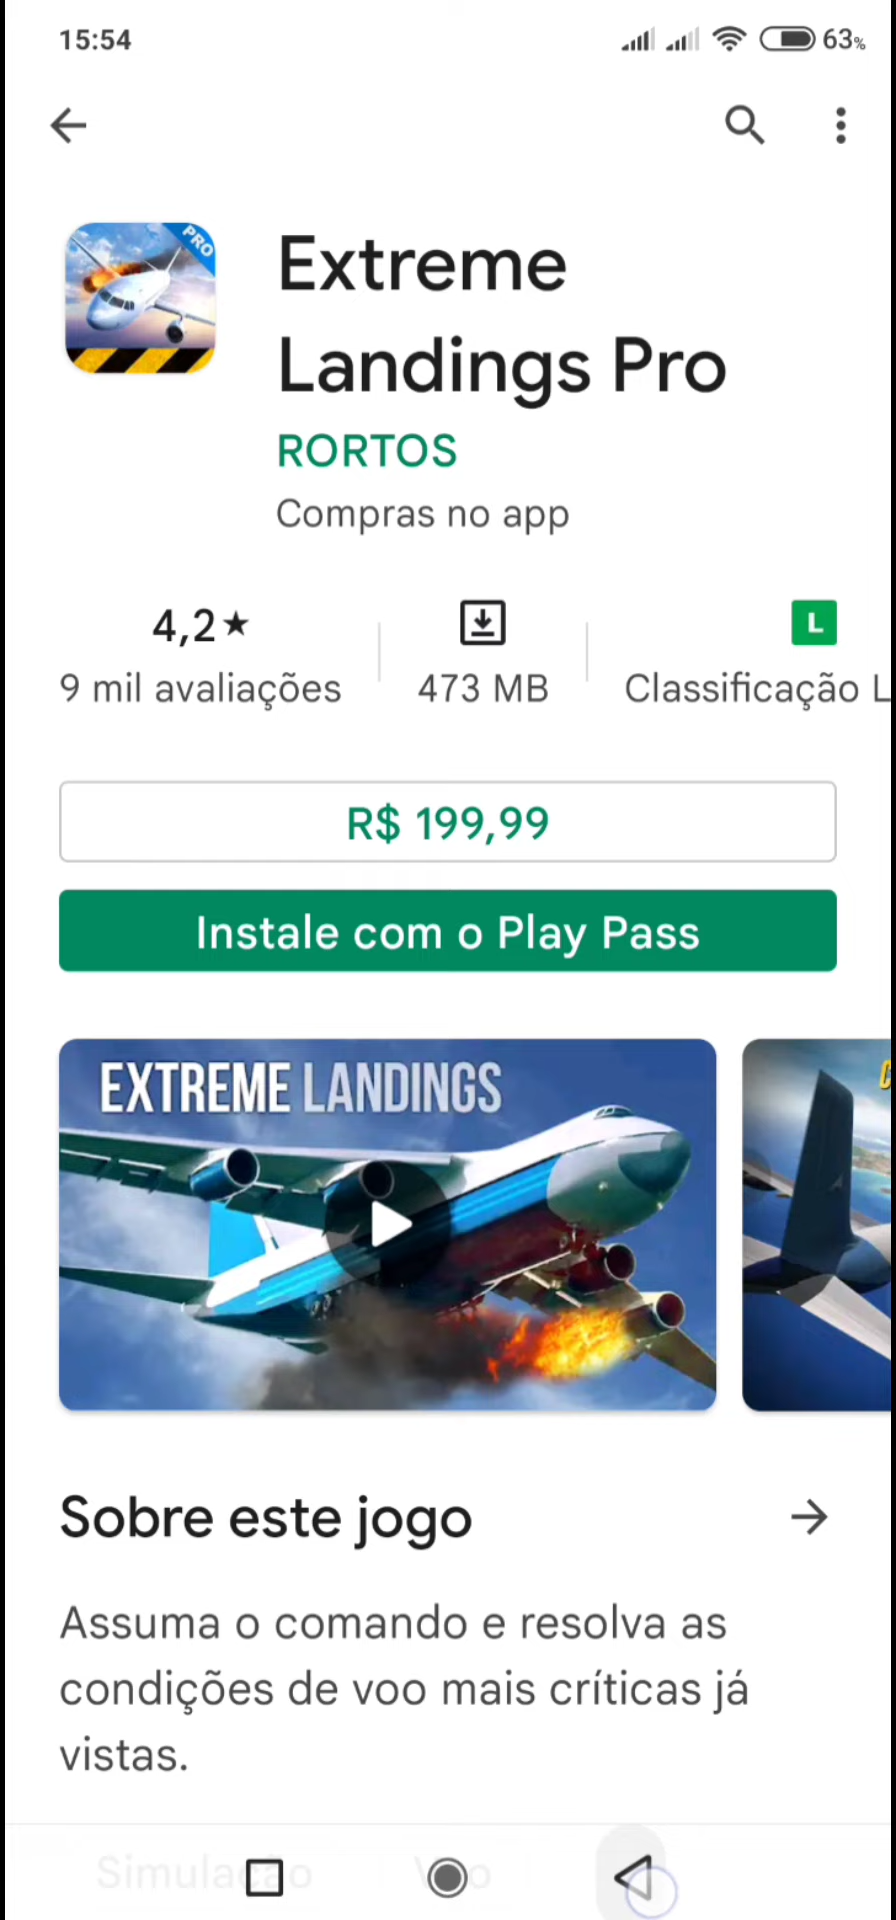 15:54
63%
PRO
Extreme
Landings Pro
RORTOS
Compras no app
4,2★
9 mil avaliações
473 MB
L
Classificação L
R$ 199,99
Instale com o Play Pass
EXTREME LANDINGS
Sobre este jogo
Assuma o comando e resolva as
condições de voo mais críticas já
vistas.
Simulação